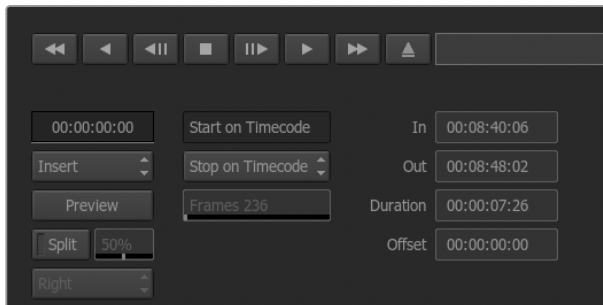 00:00:00:00 Start on Timecode In 00:08:40:06
Insert Stop on Timecode Out 00:08:48:02
Preview Frames 236 Duration 00:00:07:26
Split 50% Offset 00:00:00:00
Right